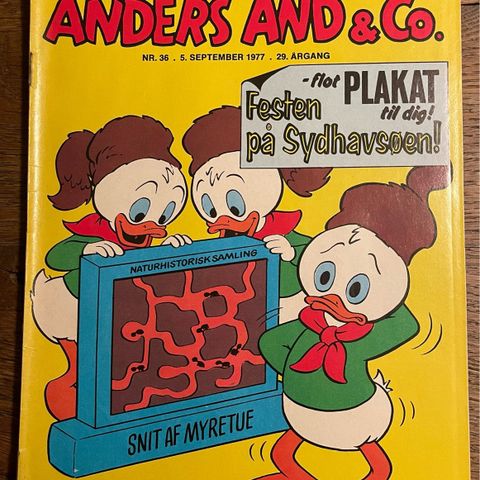 ANDERS AND & Co.
NR. 36 . 5. SEPTEMBER 1977 . 29. ÅRGANG
- flot PLAKAT
til dig!
Festen
på Sydhavsøen!
NATURHISTORISK SAMLING
SNIT AF MYRETUE